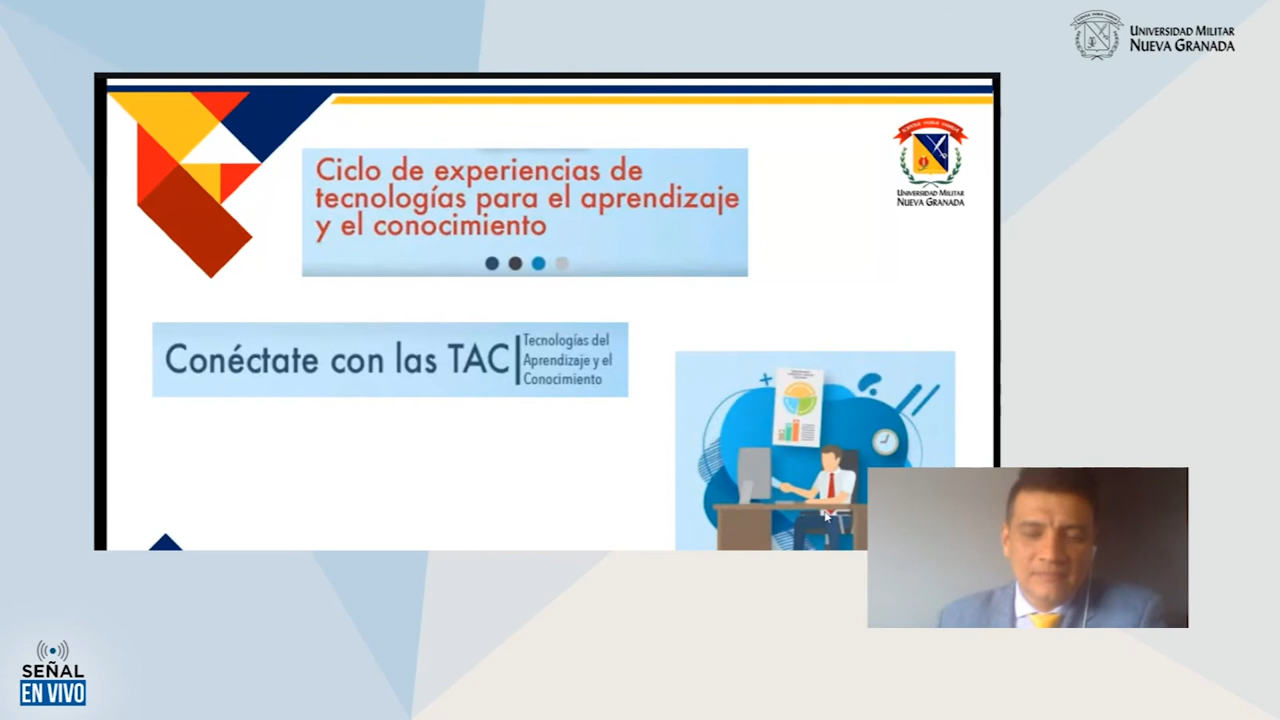 UNIVERSIDAD MILITAR
NUEVA GRANADA
Ciclo de experiencias de
tecnologías para el aprendizaje
y el conocimiento
UNIVERSIDAD MILITAR
NUEVA GRANADA
Conéctate con las TAC
Tecnologías del
Aprendizaje y el
Conocimiento
SEÑAL
EN VIVO